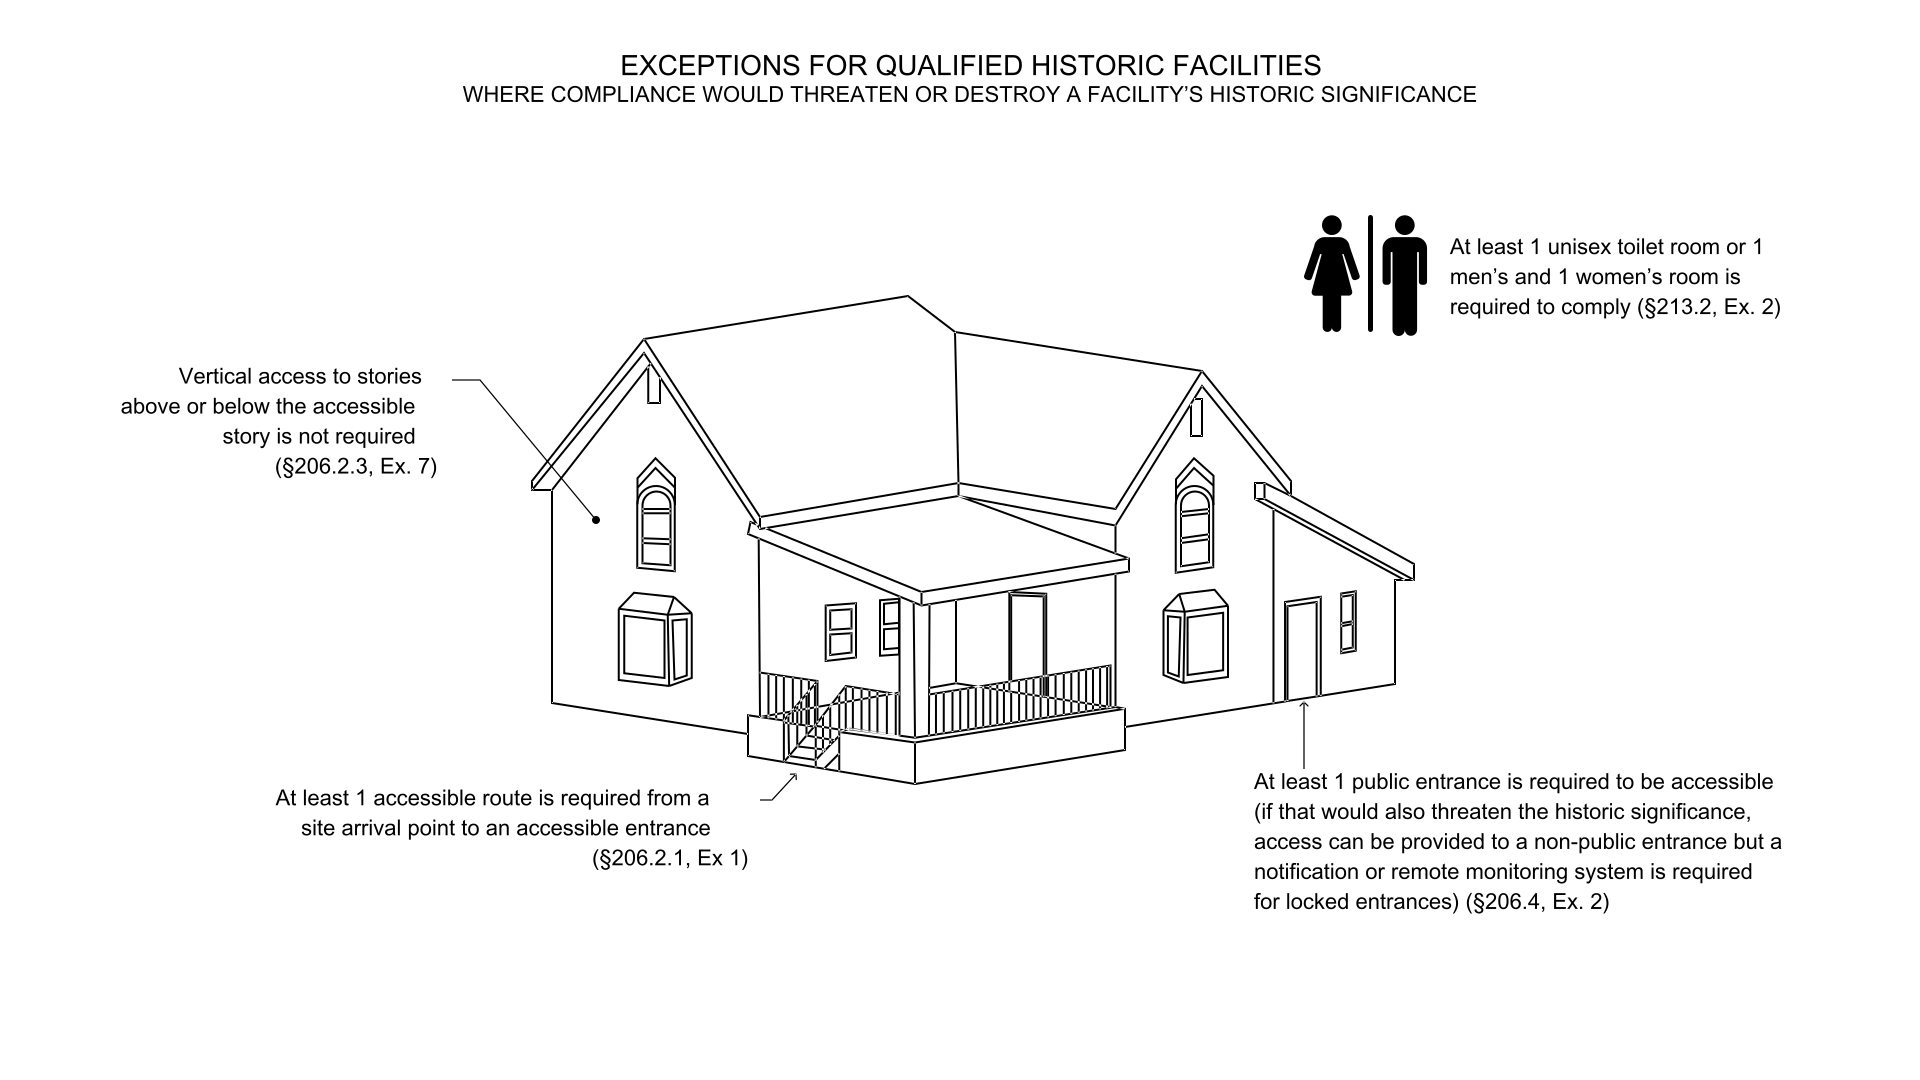 EXCEPTIONS FOR QUALIFIED HISTORIC FACILITIES
WHERE COMPLIANCE WOULD THREATEN OR DESTROY A FACILITY’S HISTORIC SIGNIFICANCE
At least 1 unisex toilet room or 1
men’s and 1 women’s room is
required to comply (§213.2, Ex. 2)
Vertical access to stories
above or below the accessible
story is not required
(§206.2.3, Ex. 7)
At least 1 accessible route is required from a
site arrival point to an accessible entrance
(§206.2.1, Ex 1)
At least 1 public entrance is required to be accessible
(if that would also threaten the historic significance,
access can be provided to a non-public entrance but a
notification or remote monitoring system is required
for locked entrances) (§206.4, Ex. 2)